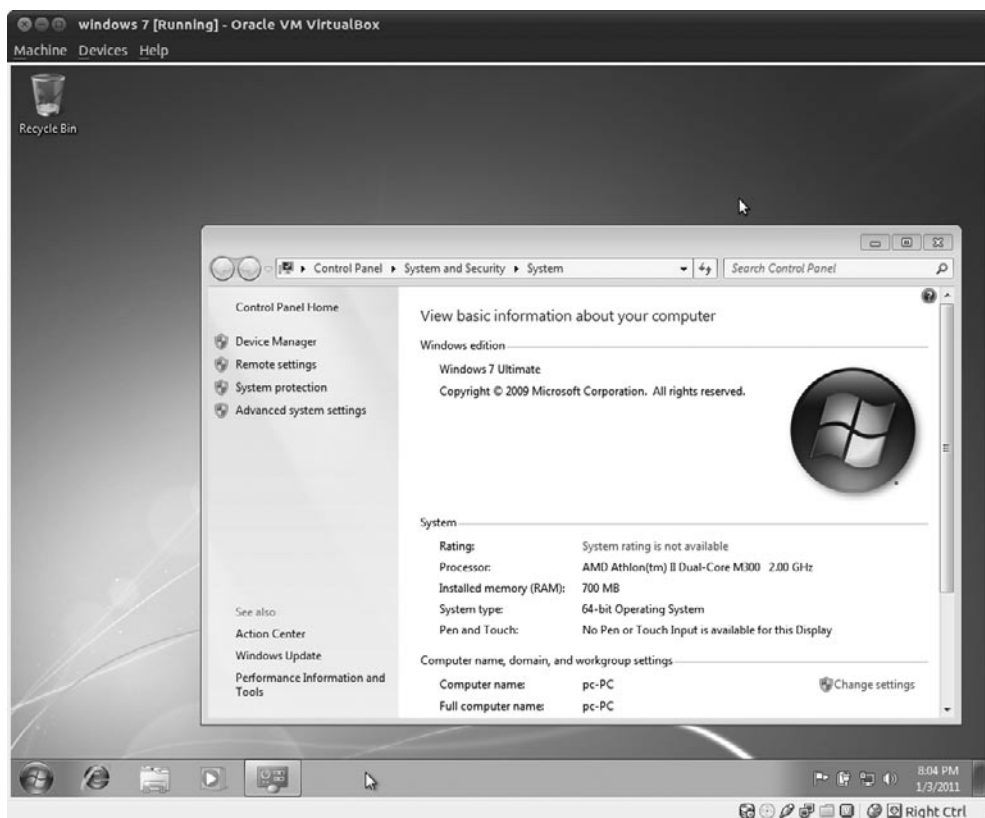 windows 7 [Running] - Oracle VM VirtualBox
Machine Devices Help
Recycle Bin
Control Panel System and Security System
Search Control Panel
Control Panel Home
Device Manager
Remote settings
System protection
Advanced system settings
See also
Action Center
Windows Update
Performance Information and
Tools
View basic information about your computer
Windows edition
Windows 7 Ultimate
Copyright © 2009 Microsoft Corporation. All rights reserved.
System
Rating: System rating is not available
Processor: AMD Athlon(tm) II Dual-Core M300 2.00 GHz
Installed memory (RAM): 700 MB
System type: 64-bit Operating System
Pen and Touch: No Pen or Touch Input is available for this Display
Computer name, domain, and workgroup settings
Computer name: pc-PC Change settings
Full computer name: pc-PC
8:04 PM
1/3/2011
Right Ctrl